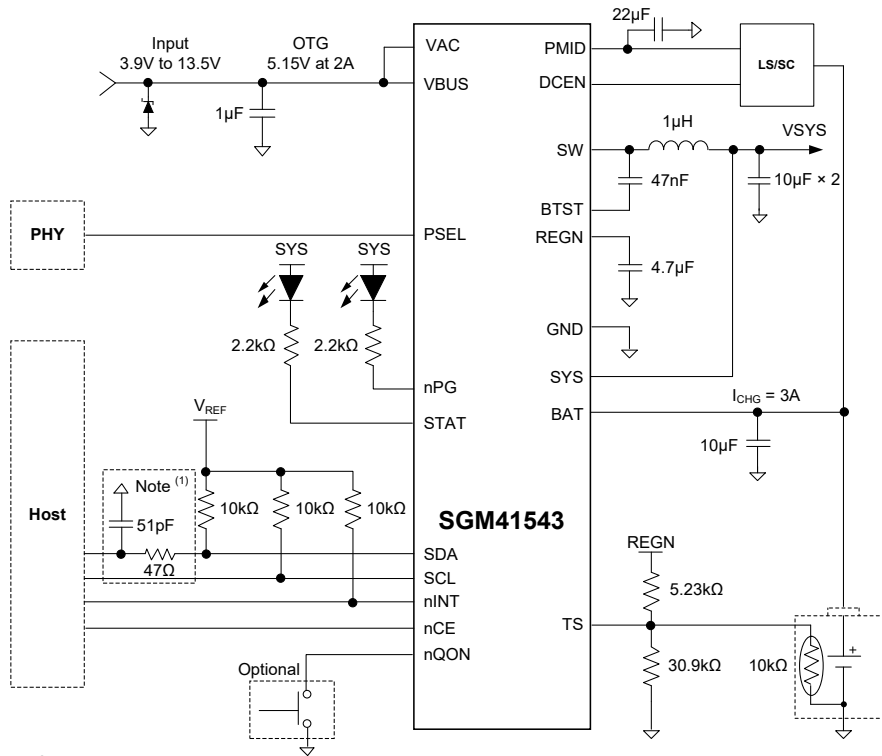 Input
3.9V to 13.5V
OTG
5.15V at 2A
1µF
VAC
VBUS
PHY
PSEL
SYS
SYS
2.2kΩ
2.2kΩ
nPG
STAT
VREF
Host
Note (1)
51pF
47Ω
10kΩ
10kΩ
10kΩ
SDA
SCL
nINT
nCE
nQON
Optional
SGM41543
PMID
DCEN
22µF
LS/SC
SW
1µH
VSYS
47nF
10µF × 2
BTST
REGN
4.7µF
GND
SYS
BAT
ICHG = 3A
10µF
REGN
5.23kΩ
TS
30.9kΩ
10kΩ
+